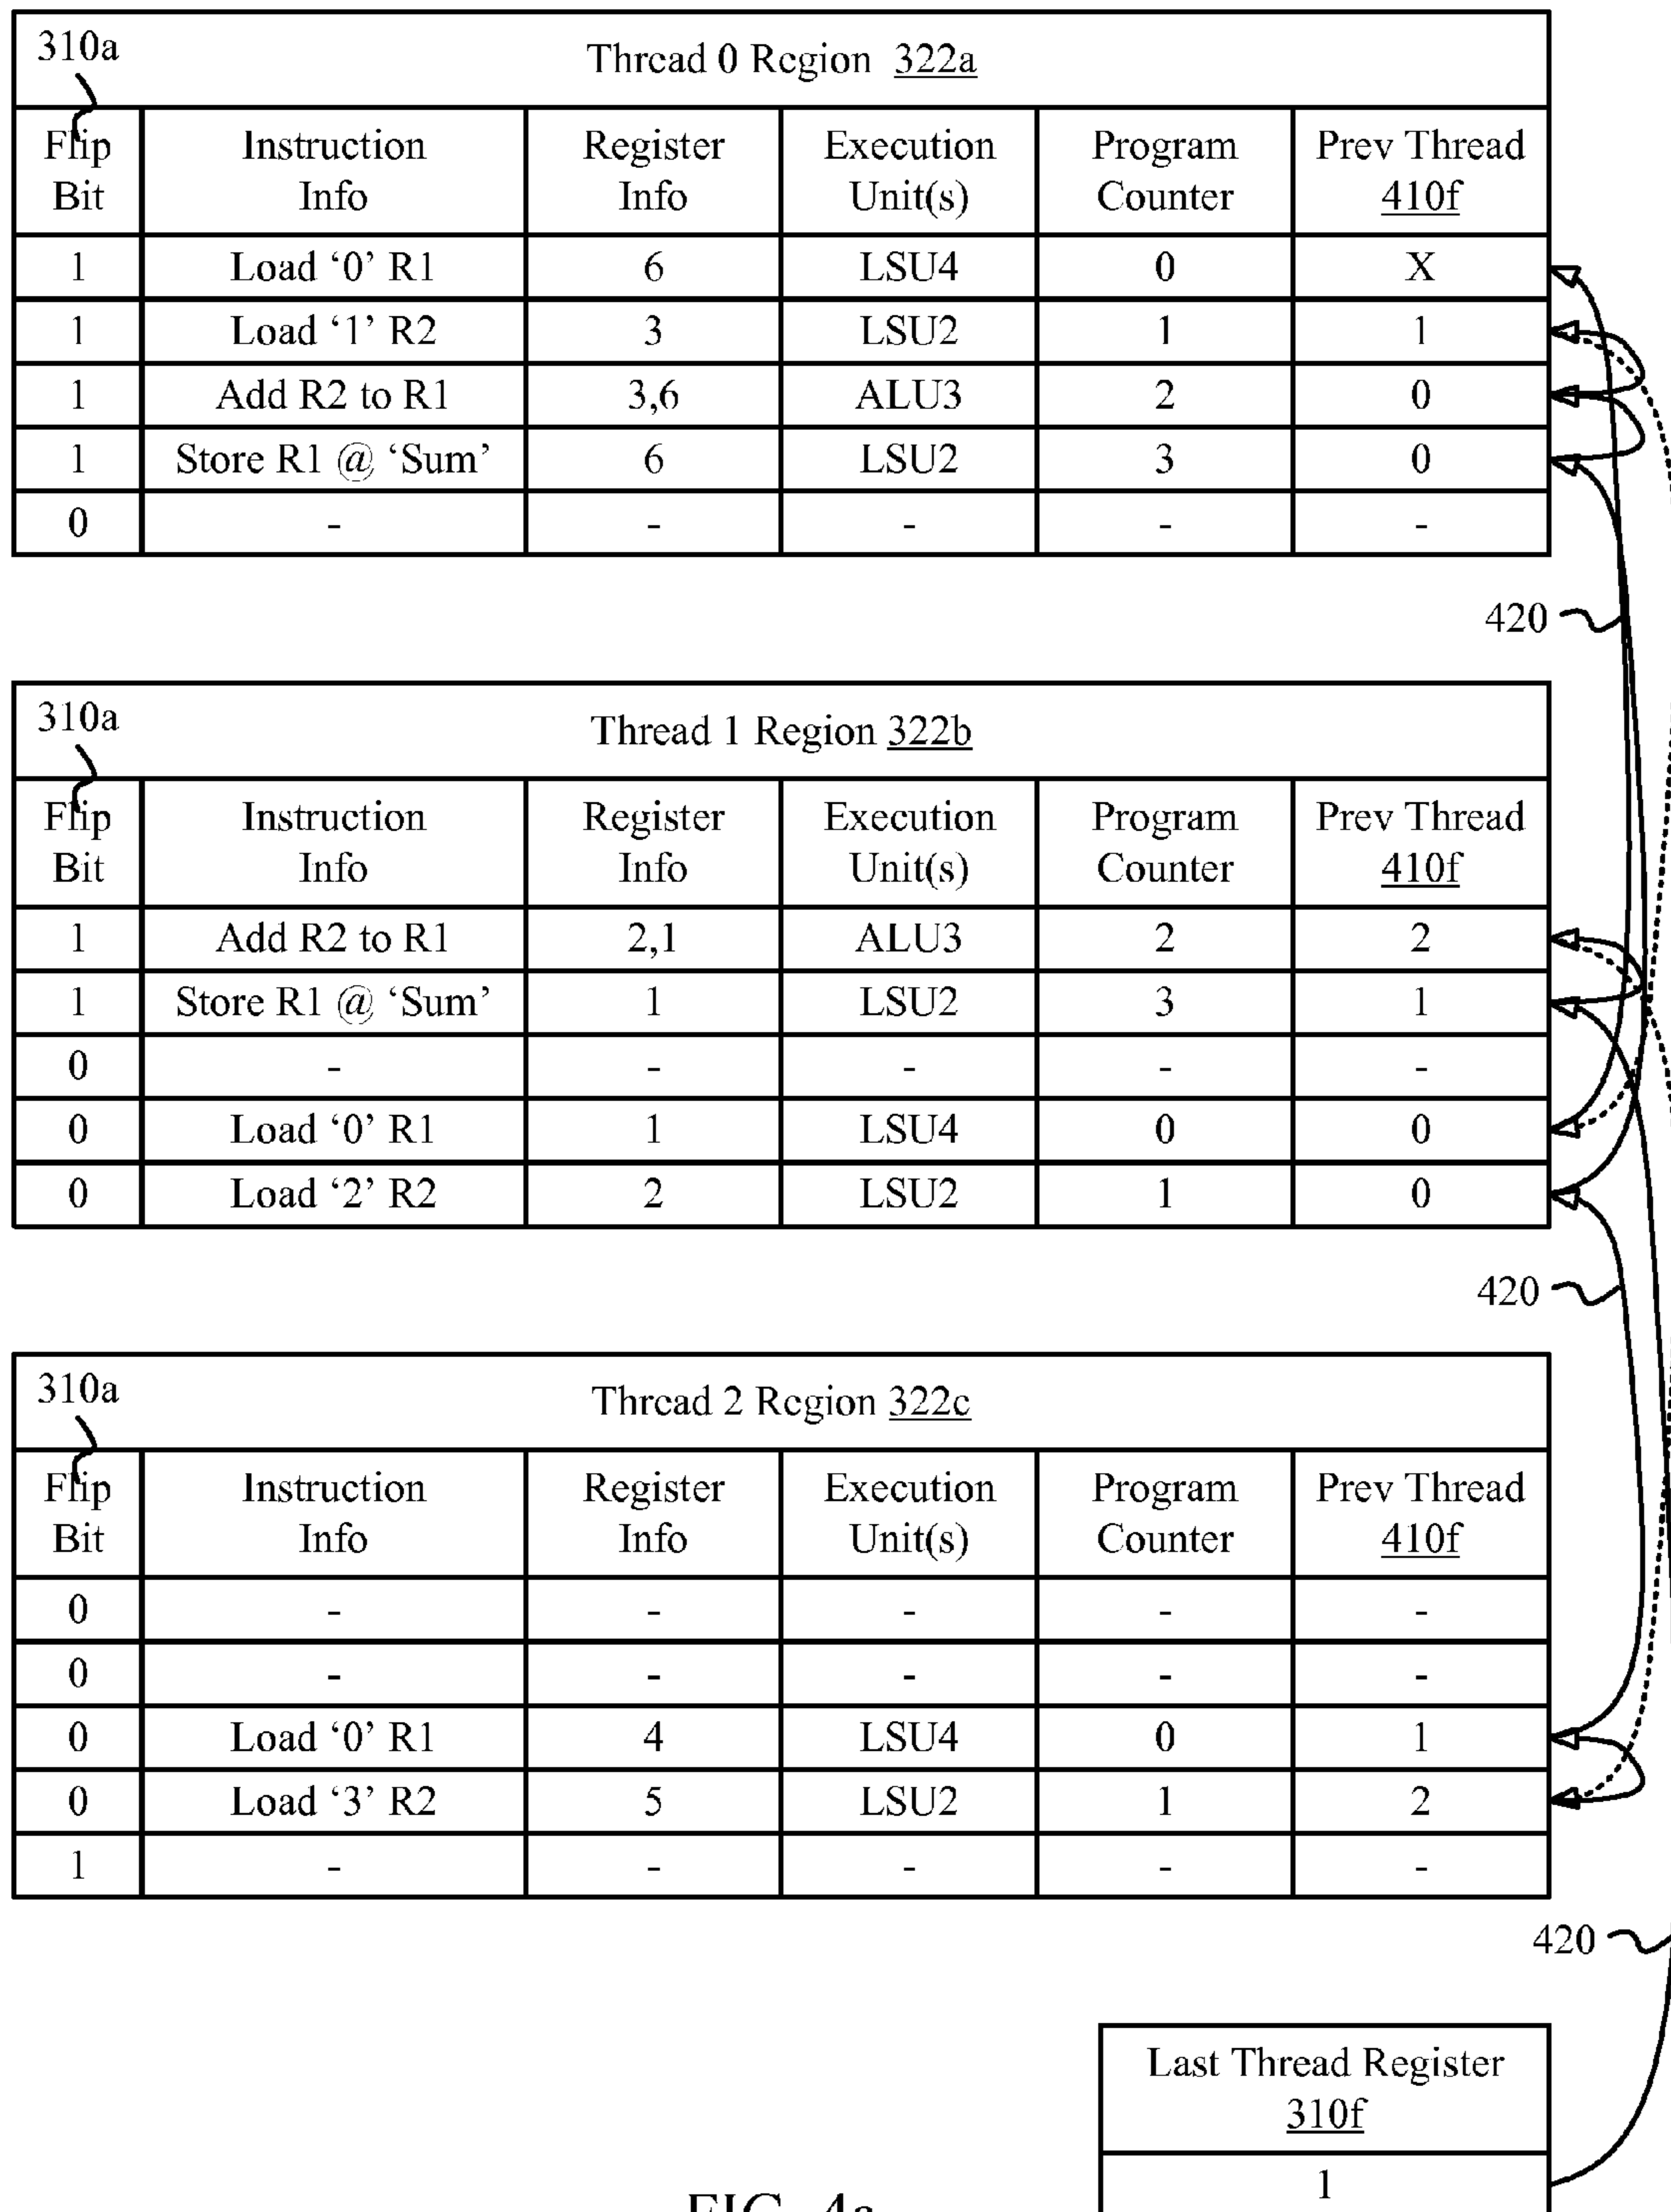 310a
Thread 0 Region 322a
Flip Bit Instruction Info Register Info Execution Unit(s) Program Counter Prev Thread 410f
1 Load ‘0’ R1 6 LSU4 0 X
1 Load ‘1’ R2 3 LSU2 1 1
1 Add R2 to R1 3,6 ALU3 2 0
1 Store R1 @ ‘Sum’ 6 LSU2 3 0
0 - - - - -
420
310a
Thread 1 Region 322b
Flip Bit Instruction Info Register Info Execution Unit(s) Program Counter Prev Thread 410f
1 Add R2 to R1 2,1 ALU3 2 2
1 Store R1 @ ‘Sum’ 1 LSU2 3 1
0 - - - - -
0 Load ‘0’ R1 1 LSU4 0 0
0 Load ‘2’ R2 2 LSU2 1 0
420
310a
Thread 2 Region 322c
Flip Bit Instruction Info Register Info Execution Unit(s) Program Counter Prev Thread 410f
0 - - - - -
0 - - - - -
0 Load ‘0’ R1 4 LSU4 0 1
0 Load ‘3’ R2 5 LSU2 1 2
1 - - - - -
420
Last Thread Register
310f
1